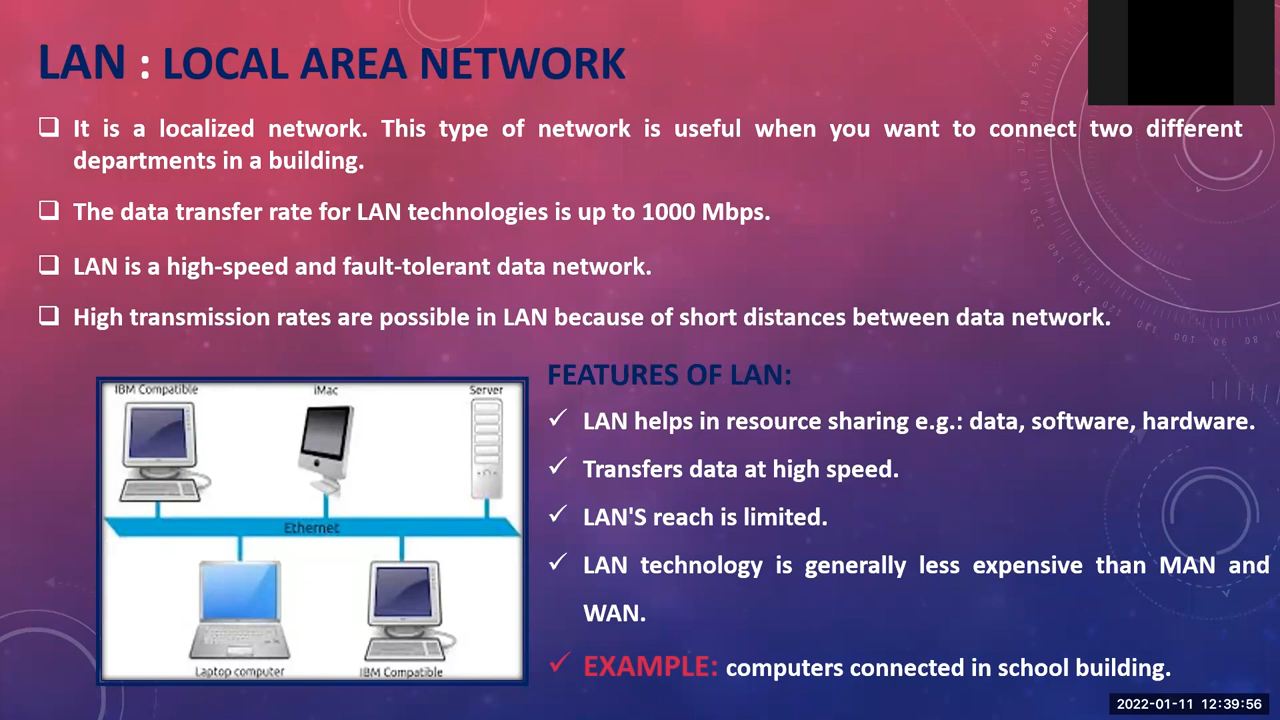 LAN : LOCAL AREA NETWORK
It is a localized network. This type of network is useful when you want to connect two different
departments in a building.
The data transfer rate for LAN technologies is up to 1000 Mbps.
LAN is a high-speed and fault-tolerant data network.
High transmission rates are possible in LAN because of short distances between data network.
IBM Compatible
iMac
Server
Ethernet
Laptop computer
IBM Compatible
FEATURES OF LAN:
LAN helps in resource sharing e.g.: data, software, hardware.
Transfers data at high speed.
LAN'S reach is limited.
LAN technology is generally less expensive than MAN and
WAN.
EXAMPLE: computers connected in school building.
2022-01-11 12:39:56